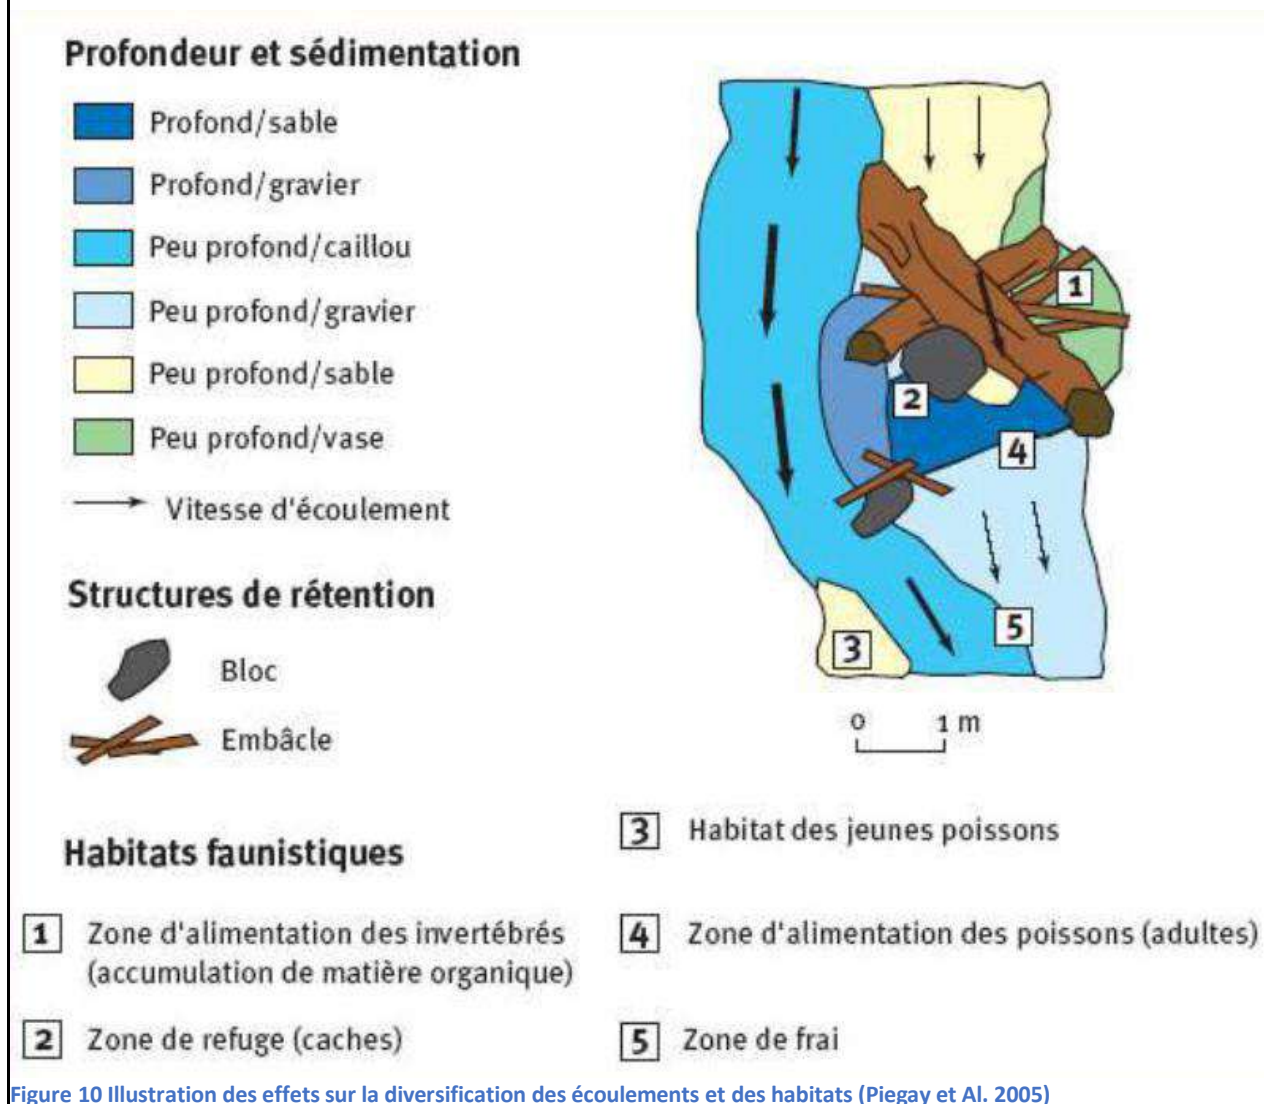 Profondeur et sédimentation
Profond/sable
Profond/gravier
Peu profond/caillou
Peu profond/gravier
Peu profond/sable
Peu profond/vase
Vitesse d'écoulement
Structures de rétention
Bloc
Embâcle
1
2
4
3
5
0 1 m
Habitats faunistiques
1 Zone d'alimentation des invertébrés
(accumulation de matière organique)
2 Zone de refuge (caches)
3 Habitat des jeunes poissons
4 Zone d'alimentation des poissons (adultes)
5 Zone de frai
Figure 10 Illustration des effets sur la diversification des écoulements et des habitats (Piegay et Al. 2005)